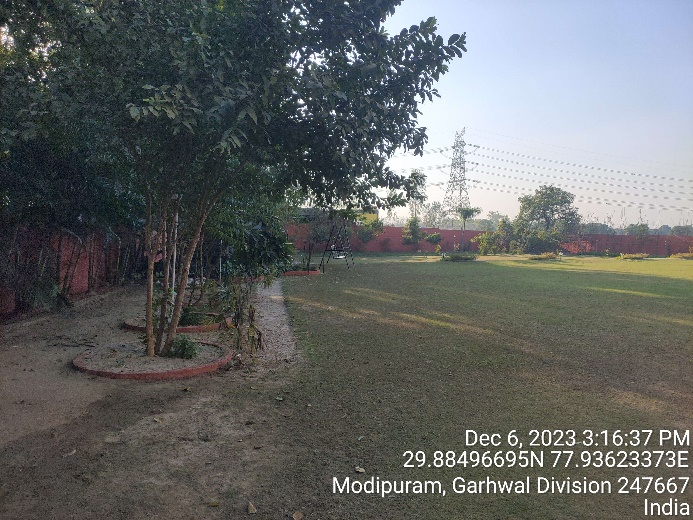 Dec 6, 2023 3:16:37 PM
29.88496695N 77.93623373E
Modipuram, Garhwal Division 247667
India